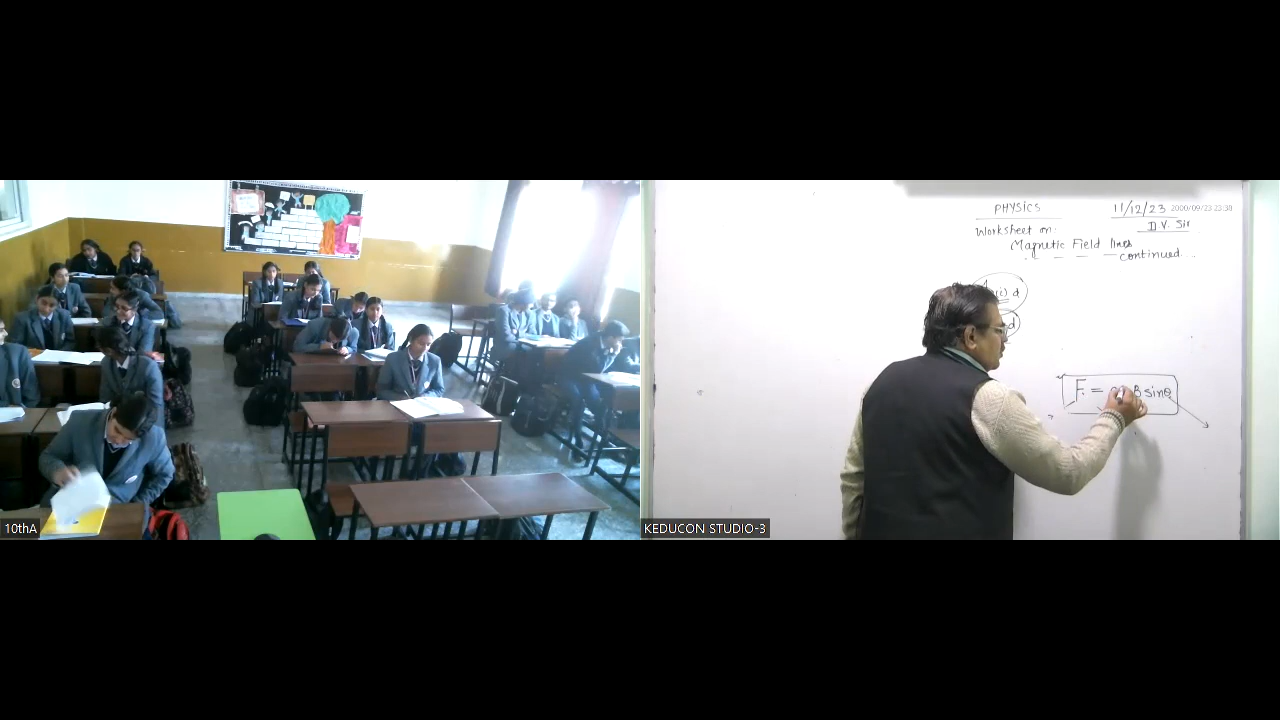 PHYSICS
11/12/23
2000/09/23 23:38
D.V. Sir
Worksheet on:
Magnetic Field lines
continued...
d
d)
F = B sinθ
10thA
KEDUCON STUDIO-3